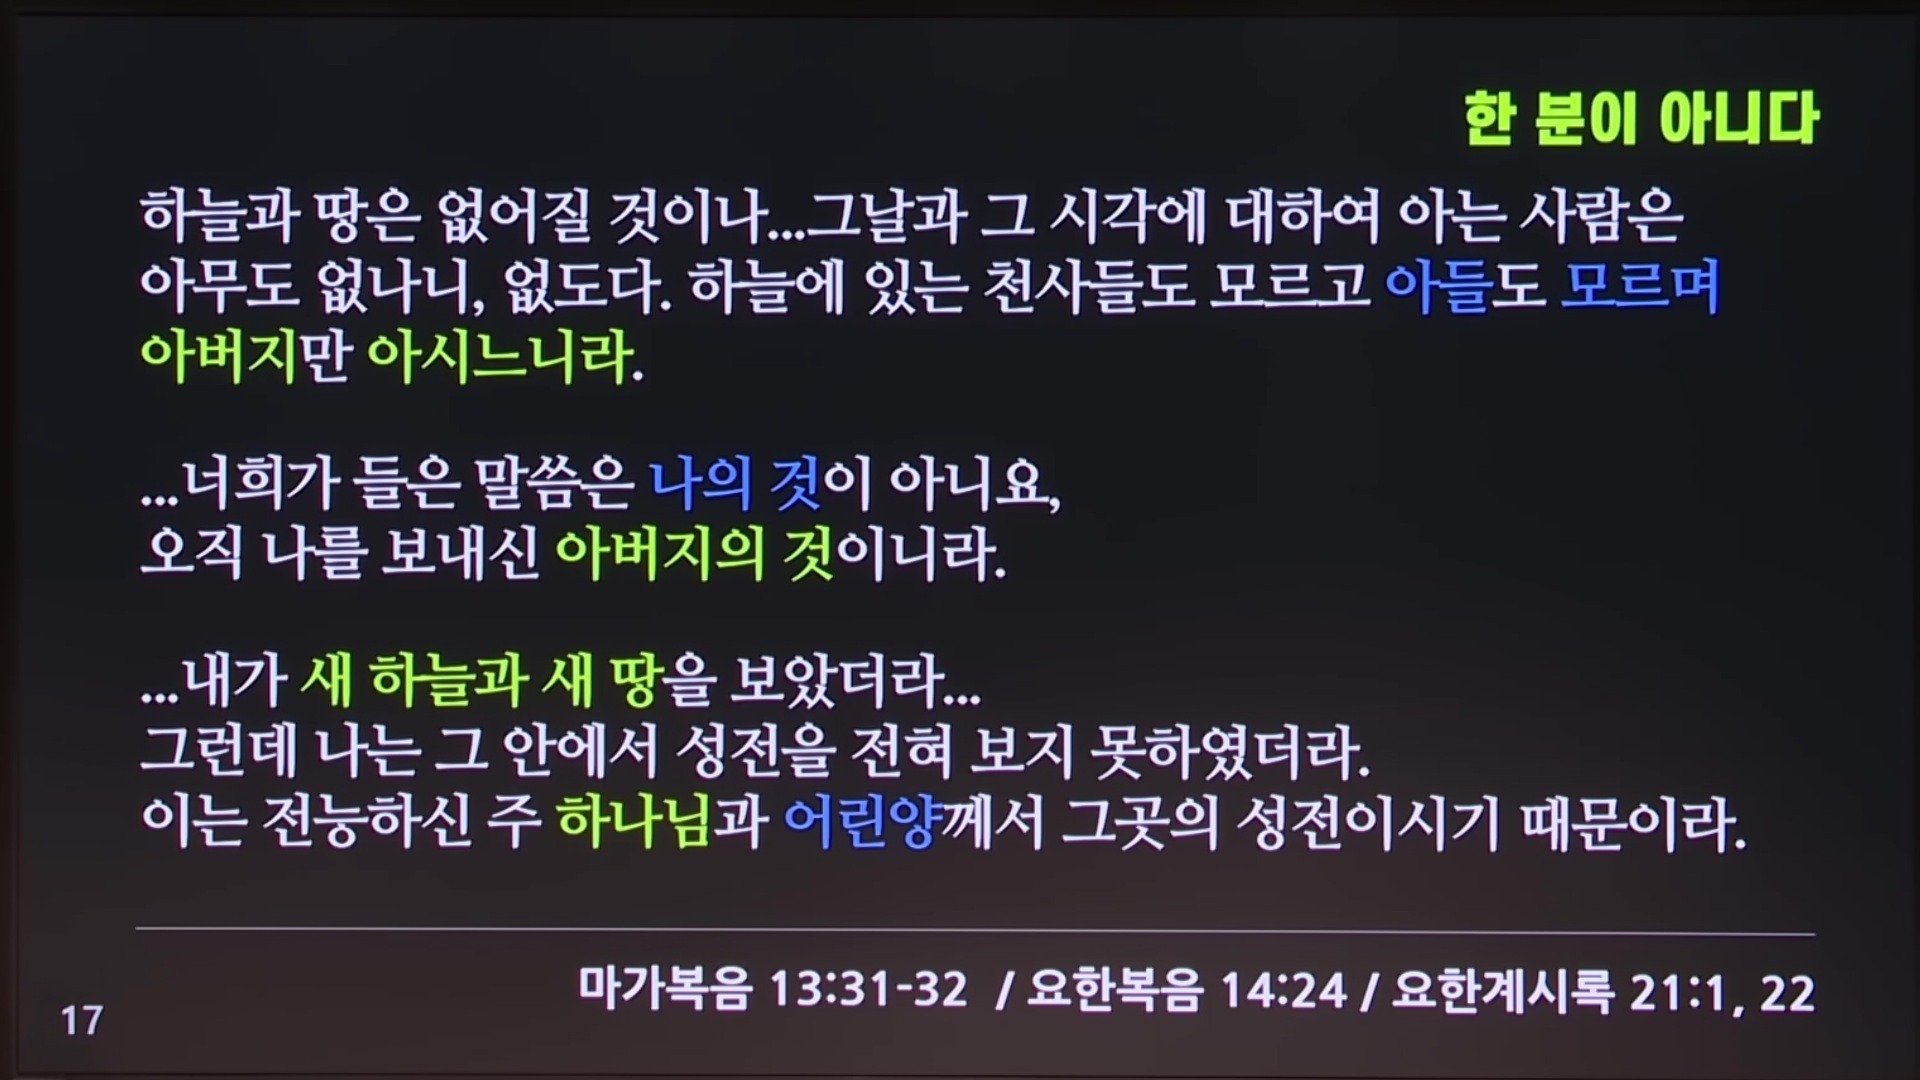 한 분이 아니다
하늘과 땅은 없어질 것이나...그날과 그 시각에 대하여 아는 사람은
아무도 없나니, 없도다. 하늘에 있는 천사들도 모르고 아들도 모르며
아버지만 아시느니라.
...너희가 들은 말씀은 나의 것이 아니요,
오직 나를 보내신 아버지의 것이니라.
...내가 새 하늘과 새 땅을 보았더라...
그런데 나는 그 안에서 성전을 전혀 보지 못하였더라.
이는 전능하신 주 하나님과 어린양께서 그곳의 성전이시기 때문이라.
마가복음 13:31-32 / 요한복음 14:24 / 요한계시록 21:1, 22
17